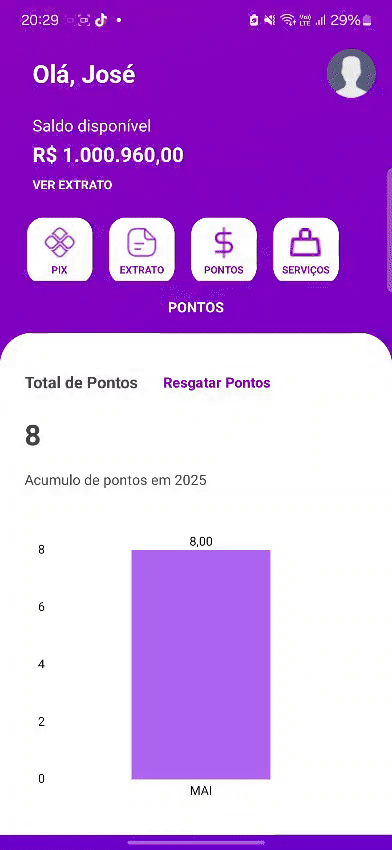 20:29 29%
Olá, José
Saldo disponível
R$ 1.000.960,00
VER EXTRATO
PIX EXTRATO PONTOS SERVIÇOS
PONTOS
Total de Pontos Resgatar Pontos
8
Acumulo de pontos em 2025
8,00
8
6
4
2
0
MAI